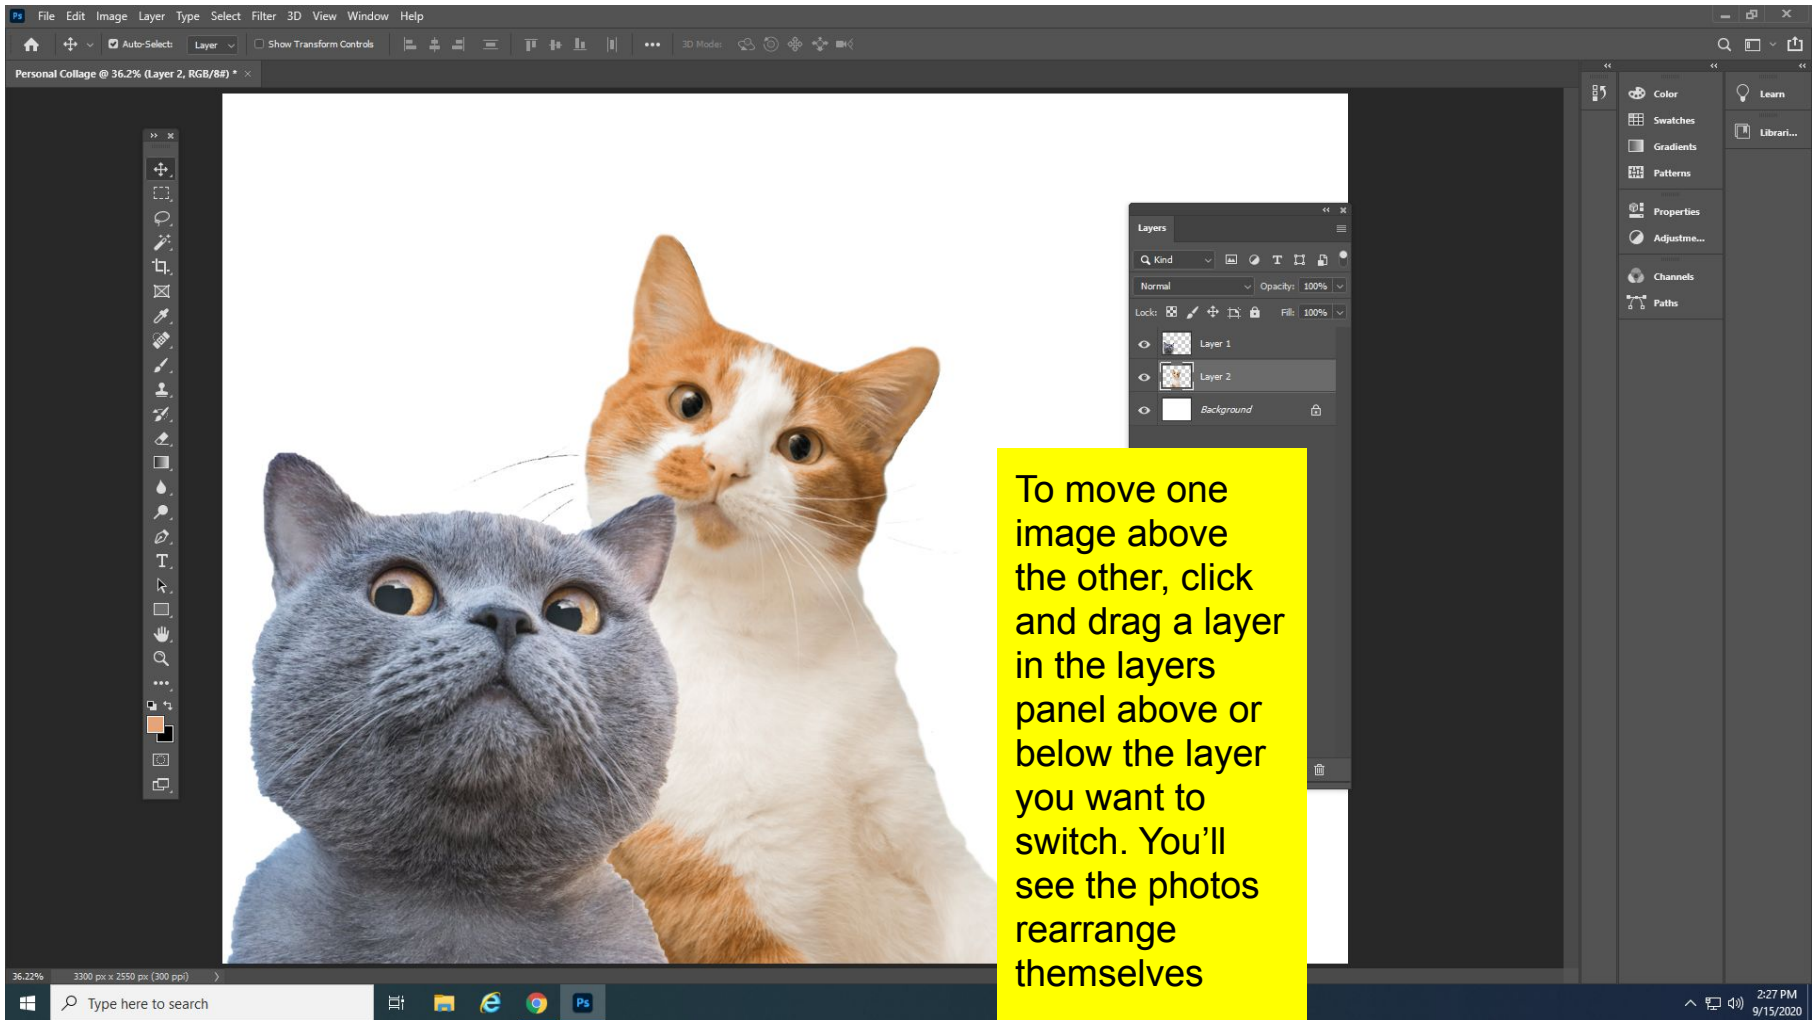 Ps File Edit Image Layer Type Select Filter 3D View Window Help
Auto-Select: Layer Show Transform Controls 3D Mode:
Personal Collage @ 36.2% (Layer 2, RGB/8#) *
Color
Swatches
Gradients
Patterns
Properties
Adjustme...
Channels
Paths
Learn
Librari...
Layers
Kind
Normal Opacity: 100%
Lock: Fill: 100%
Layer 1
Layer 2
Background
To move one
image above
the other, click
and drag a layer
in the layers
panel above or
below the layer
you want to
switch. You’ll
see the photos
rearrange
themselves
36.22% 3300 px x 2550 px (300 ppi)
Type here to search
Ps
2:27 PM
9/15/2020